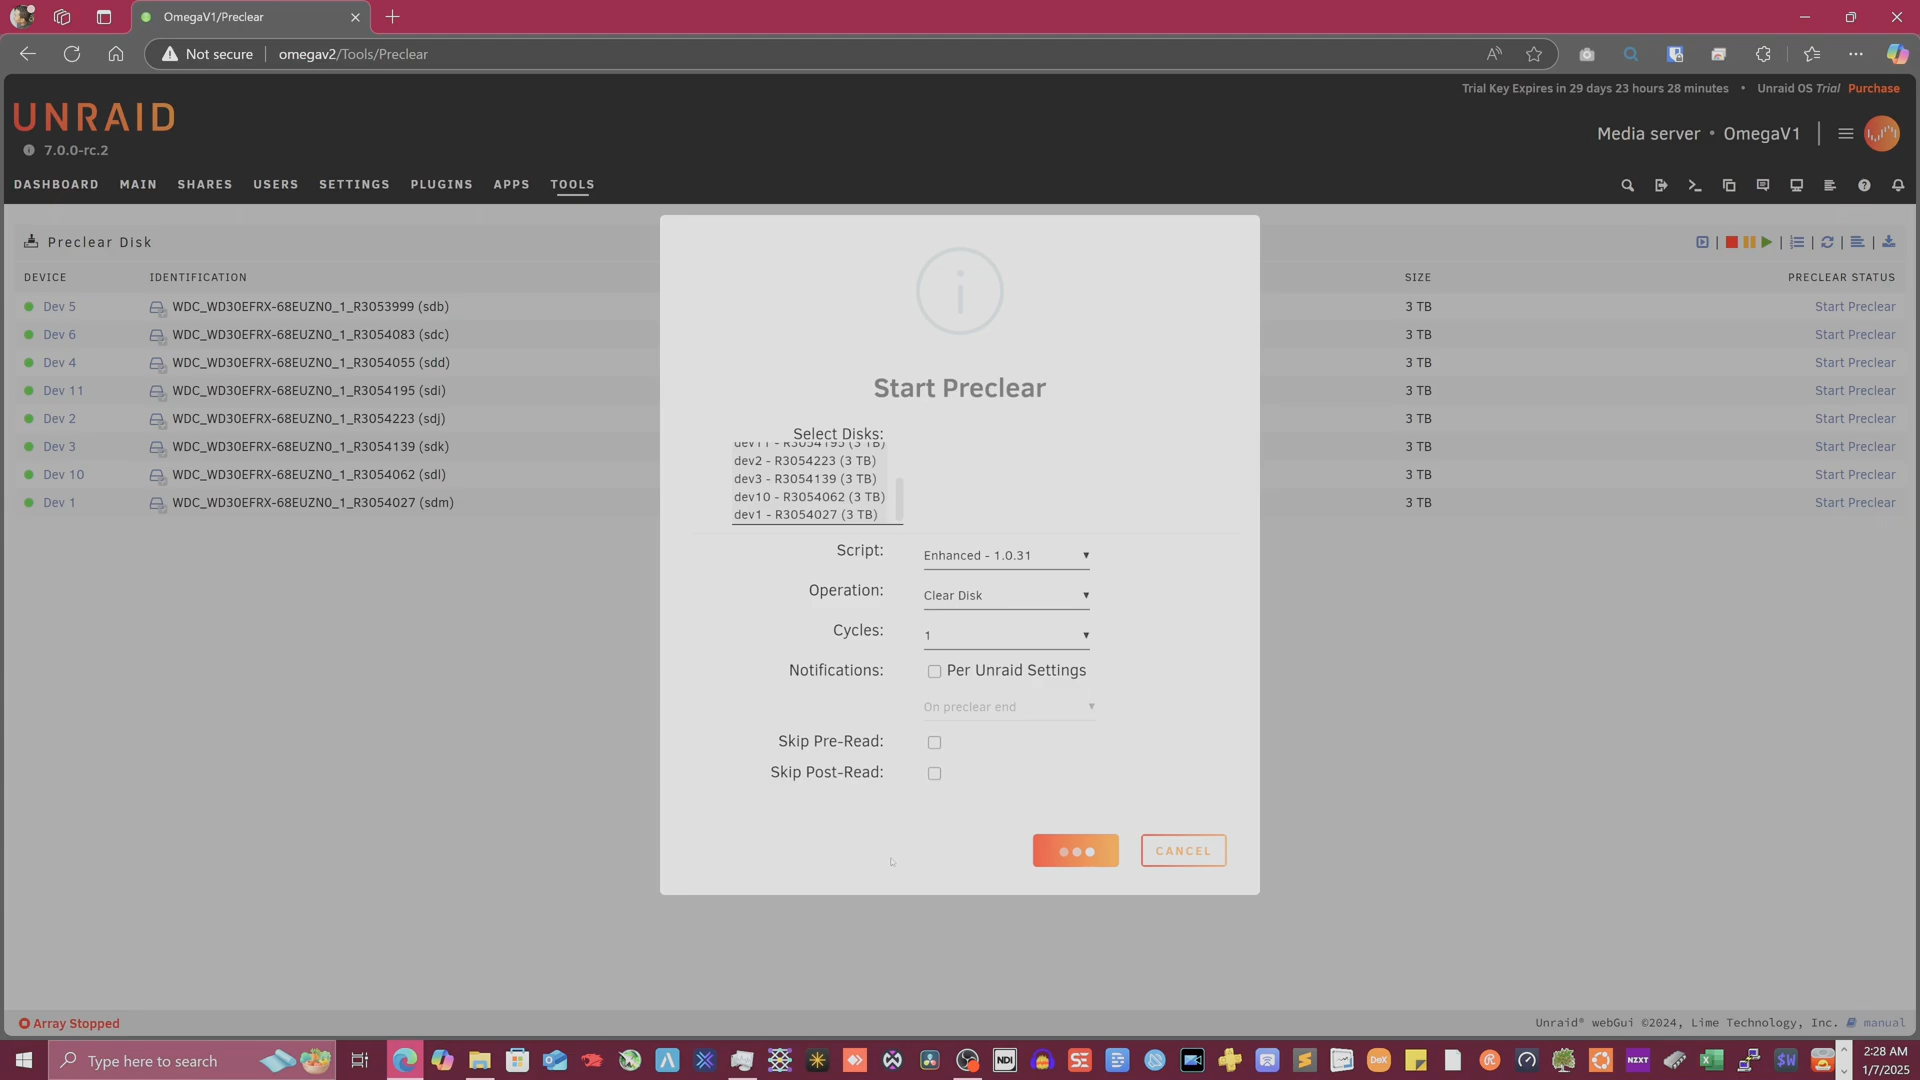 OmegaV1/Preclear
Not secure
omegav2/Tools/Preclear
Trial Key Expires in 29 days 23 hours 28 minutes • Unraid OS Trial Purchase
UNRAID
7.0.0-rc.2
Media server • OmegaV1
DASHBOARD MAIN SHARES USERS SETTINGS PLUGINS APPS TOOLS
Preclear Disk
DEVICE IDENTIFICATION SIZE PRECLEAR STATUS
Dev 5 WDC_WD30EFRX-68EUZN0_1_R3053999 (sdb) 3 TB Start Preclear
Dev 6 WDC_WD30EFRX-68EUZN0_1_R3054083 (sdc) 3 TB Start Preclear
Dev 4 WDC_WD30EFRX-68EUZN0_1_R3054055 (sdd) 3 TB Start Preclear
Dev 11 WDC_WD30EFRX-68EUZN0_1_R3054195 (sdi) 3 TB Start Preclear
Dev 2 WDC_WD30EFRX-68EUZN0_1_R3054223 (sdj) 3 TB Start Preclear
Dev 3 WDC_WD30EFRX-68EUZN0_1_R3054139 (sdk) 3 TB Start Preclear
Dev 10 WDC_WD30EFRX-68EUZN0_1_R3054062 (sdl) 3 TB Start Preclear
Dev 1 WDC_WD30EFRX-68EUZN0_1_R3054027 (sdm) 3 TB Start Preclear
Start Preclear
Select Disks:
dev11 - R3054195 (3 TB)
dev2 - R3054223 (3 TB)
dev3 - R3054139 (3 TB)
dev10 - R3054062 (3 TB)
dev1 - R3054027 (3 TB)
Script: Enhanced - 1.0.31
Operation: Clear Disk
Cycles: 1
Notifications: Per Unraid Settings
On preclear end
Skip Pre-Read:
Skip Post-Read:
CANCEL
Array Stopped
Unraid® webGui ©2024, Lime Technology, Inc. manual
Type here to search
NDI
SE
DeX
NZXT
$W
2:28 AM
1/7/2025